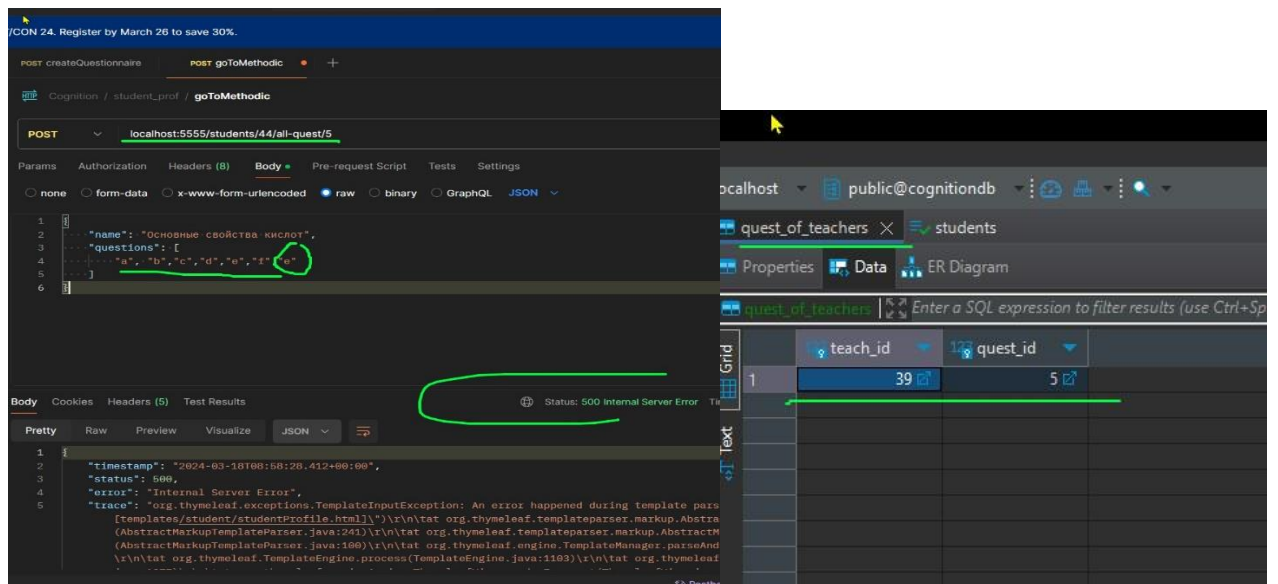 /CON 24. Register by March 26 to save 30%.
POST createQuestionnaire POST goToMethodic
HTTP Cognition / student_prof / goToMethodic
POST localhost:5555/students/44/all-quest/5
Params Authorization Headers (8) Body Pre-request Script Tests Settings
none form-data x-www-form-urlencoded raw binary GraphQL JSON
1 {
2 "name": "Основные свойства кислот",
3 "questions": [
4 "a", "b","c","d","e","f" "e"
5 ]
6 }
Body Cookies Headers (5) Test Results Status: 500 Internal Server Error
Pretty Raw Preview Visualize JSON
1 {
2 "timestamp": "2024-03-18T08:58:28.412+00:00",
3 "status": 500,
4 "error": "Internal Server Error",
5 "trace": "org.thymeleaf.exceptions.TemplateInputException: An error happened during template pars
[templates/student/studentProfile.html]\")\r\n\tat org.thymeleaf.templateparser.markup.Abstra
(AbstractMarkupTemplateParser.java:241)\r\n\tat org.thymeleaf.templateparser.markup.AbstractM
(AbstractMarkupTemplateParser.java:100)\r\n\tat org.thymeleaf.engine.TemplateManager.parseAnd
\r\n\tat org.thymeleaf.TemplateEngine.process(TemplateEngine.java:1103)\r\n\tat org.thymeleaf
ocalhost public@cognitiondb
quest_of_teachers students
Properties Data ER Diagram
quest_of_teachers Enter a SQL expression to filter results (use Ctrl+Sp
Grid
Text
teach_id quest_id
1 39 5